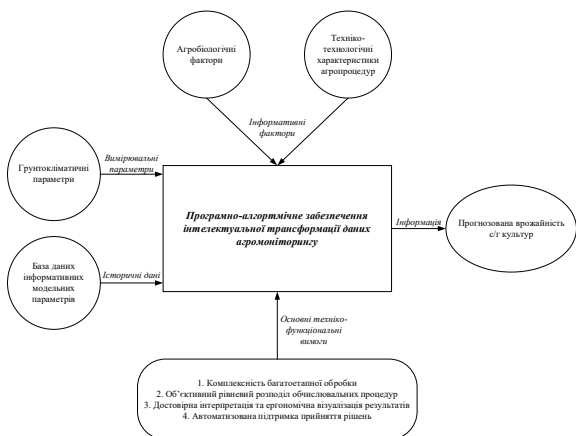 Агробіологічні
фактори
Техніко-
технологічні
характеристики
агропроцедур
Інформативні
фактори
Грунтокліматичні
параметри
Вимірювальні
параметри
Програмно-алгортмічне забезпечення
інтелектуальної трансформації даних
агромоніторингу
Інформація
Прогнозована врожайність
с/г культур
База даних
інформативних
модельних
параметрів
Історичні дані
Основні техніко-
функціональні
вимоги
1. Комплексність багатоетапної обробки
2. Об’єктивний рівневий розподіл обчислювальних процедур
3. Достовірна інтерпретація та ергономічна візуалізація результатів
4. Автоматизована підтримка прийняття рішень